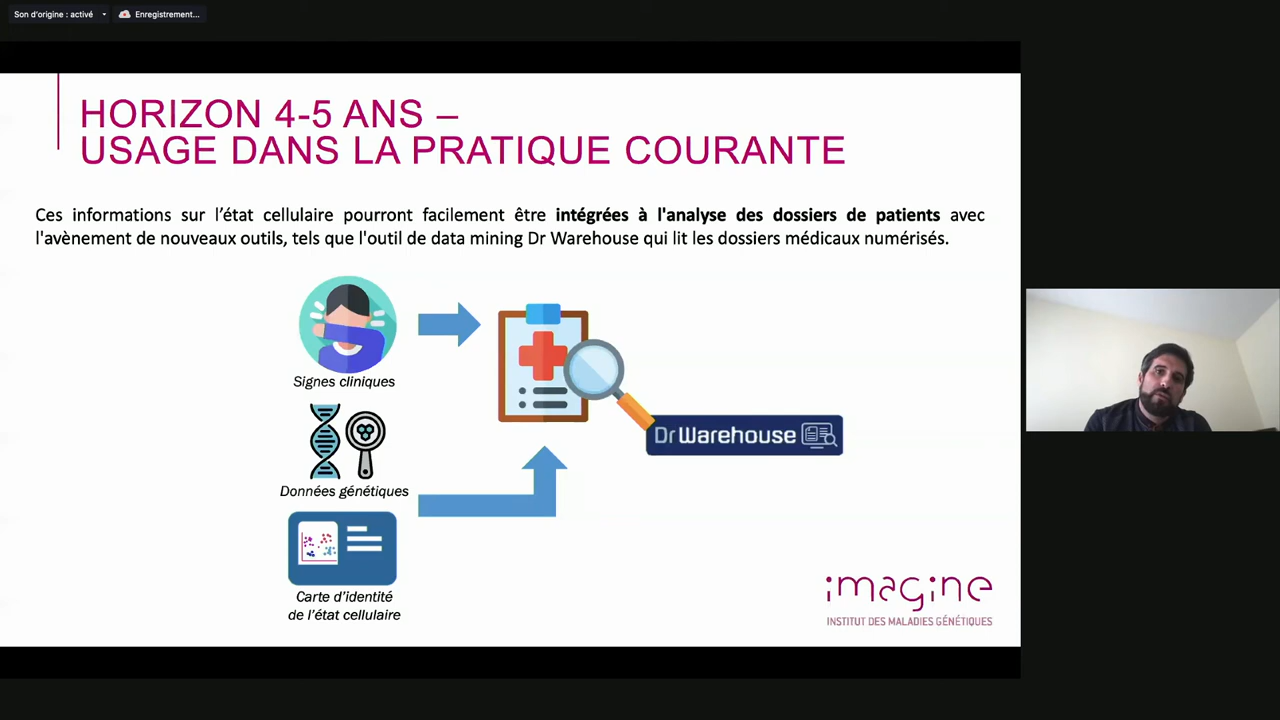 Son d'origine : activé
Enregistrement...
HORIZON 4-5 ANS –
USAGE DANS LA PRATIQUE COURANTE
Ces informations sur l’état cellulaire pourront facilement être intégrées à l'analyse des dossiers de patients avec
l'avènement de nouveaux outils, tels que l'outil de data mining Dr Warehouse qui lit les dossiers médicaux numérisés.
Signes cliniques
Dr Warehouse
Données génétiques
Carte d’identité
de l’état cellulaire
imagine
INSTITUT DES MALADIES GÉNÉTIQUES